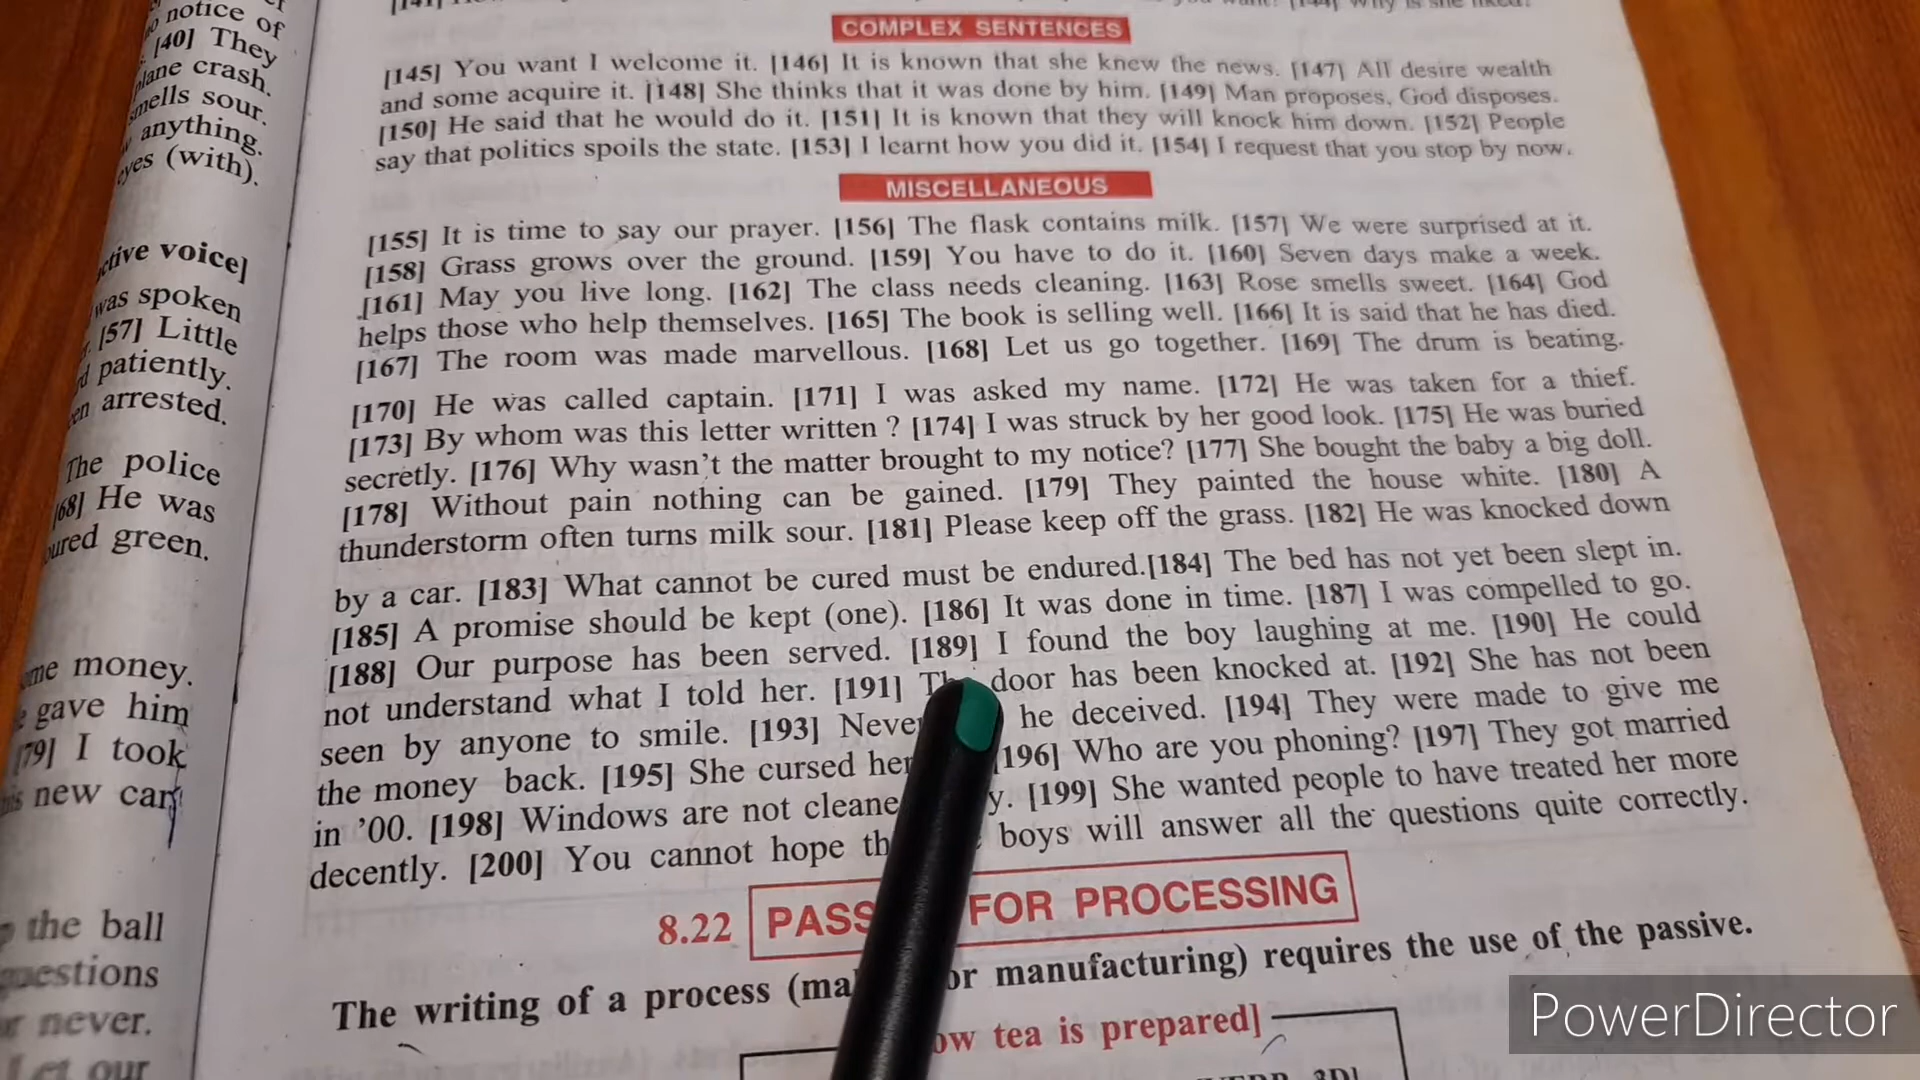 notice of
[40] They
plane crash.
smells sour.
anything.
eyes (with).
ctive voice]
was spoken
[57] Little
patiently.
arrested.
The police
[68] He was
oured green.
me money.
gave him
[79] I took
new car
the ball
questions
or never.
Let our
COMPLEX SENTENCES
[145] You want I welcome it. [146] It is known that she knew the news. [147] All desire wealth
and some acquire it. [148] She thinks that it was done by him. [149] Man proposes, God disposes.
[150] He said that he would do it. [151] It is known that they will knock him down. [152] People
say that politics spoils the state. [153] I learnt how you did it. [154] I request that you stop by now.
MISCELLANEOUS
[155] It is time to say our prayer. [156] The flask contains milk. [157] We were surprised at it.
[158] Grass grows over the ground. [159] You have to do it. [160] Seven days make a week.
[161] May you live long. [162] The class needs cleaning. [163] Rose smells sweet. [164] God
helps those who help themselves. [165] The book is selling well. [166] It is said that he has died.
[167] The room was made marvellous. [168] Let us go together. [169] The drum is beating.
[170] He was called captain. [171] I was asked my name. [172] He was taken for a thief.
[173] By whom was this letter written ? [174] I was struck by her good look. [175] He was buried
secretly. [176] Why wasn't the matter brought to my notice? [177] She bought the baby a big doll.
[178] Without pain nothing can be gained. [179] They painted the house white. [180] A
thunderstorm often turns milk sour. [181] Please keep off the grass. [182] He was knocked down
by a car. [183] What cannot be cured must be endured.[184] The bed has not yet been slept in.
[185] A promise should be kept (one). [186] It was done in time. [187] I was compelled to go.
[188] Our purpose has been served. [189] I found the boy laughing at me. [190] He could
not understand what I told her. [191] The door has been knocked at. [192] She has not been
seen by anyone to smile. [193] Neve he deceived. [194] They were made to give me
the money back. [195] She cursed her [196] Who are you phoning? [197] They got married
in '00. [198] Windows are not cleane y. [199] She wanted people to have treated her more
decently. [200] You cannot hope th boys will answer all the questions quite correctly.
8.22 PASS FOR PROCESSING
The writing of a process (ma or manufacturing) requires the use of the passive.
ow tea is prepared]
PowerDirector